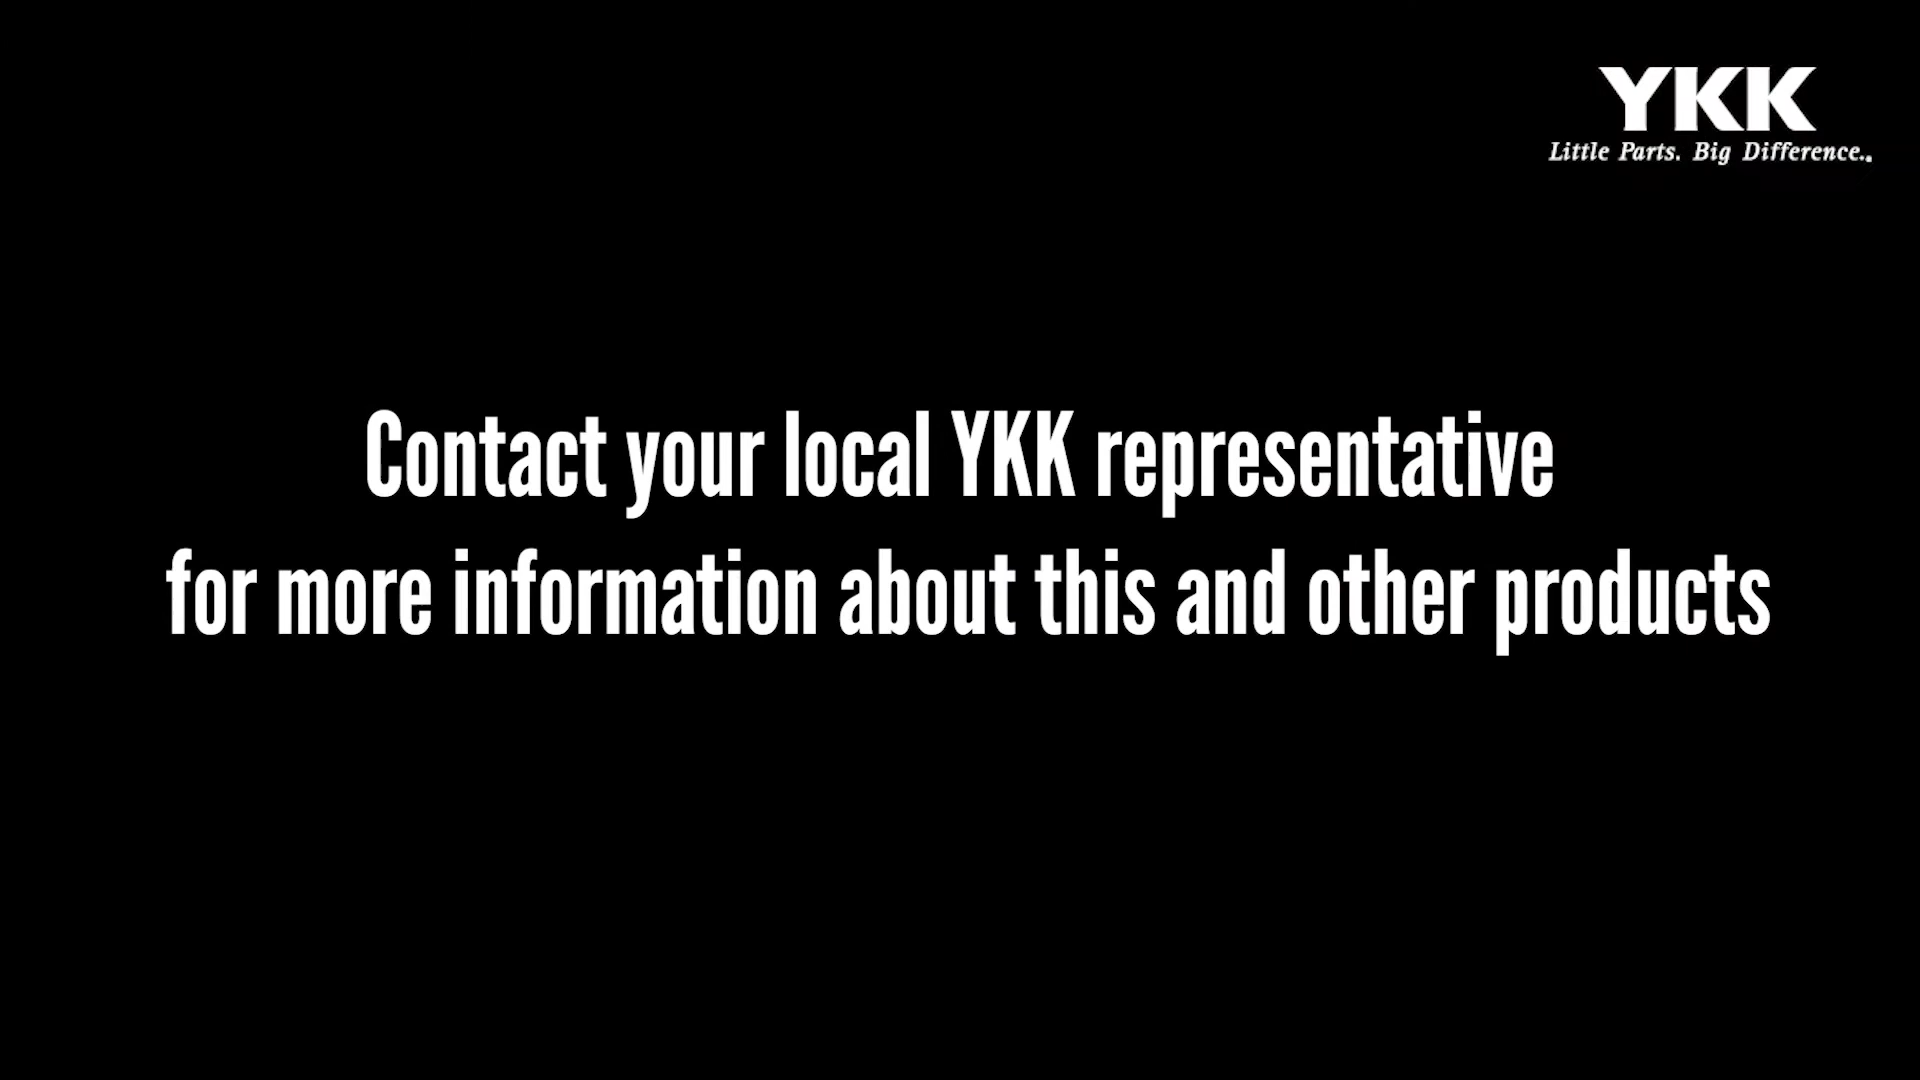 YKK
Little Parts. Big Difference.
Contact your local YKK representative
for more information about this and other products